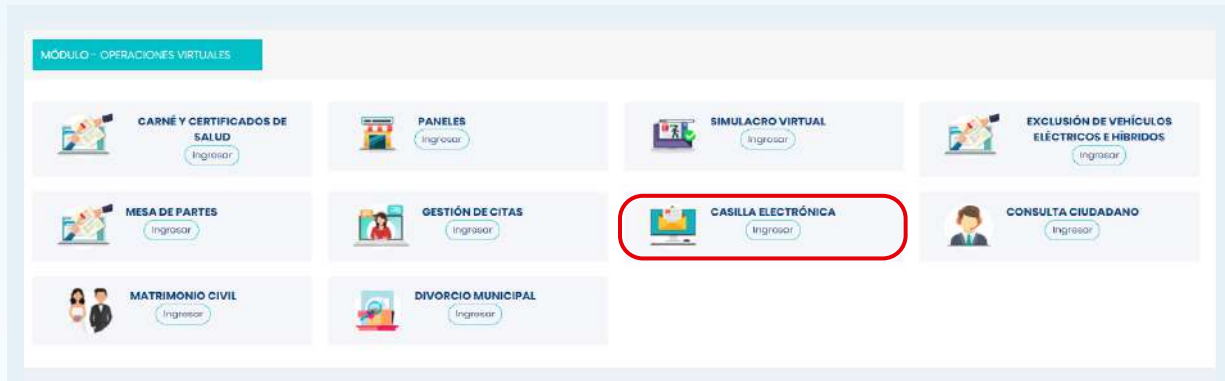 MÓDULO - OPERACIONES VIRTUALES
CARNÉ Y CERTIFICADOS DE
SALUD
Ingresar
PANELES
Ingresar
SIMULACRO VIRTUAL
Ingresar
EXCLUSIÓN DE VEHÍCULOS
ELÉCTRICOS E HÍBRIDOS
Ingresar
MESA DE PARTES
Ingresar
GESTIÓN DE CITAS
Ingresar
CASILLA ELECTRÓNICA
Ingresar
CONSULTA CIUDADANO
Ingresar
MATRIMONIO CIVIL
Ingresar
DIVORCIO MUNICIPAL
Ingresar